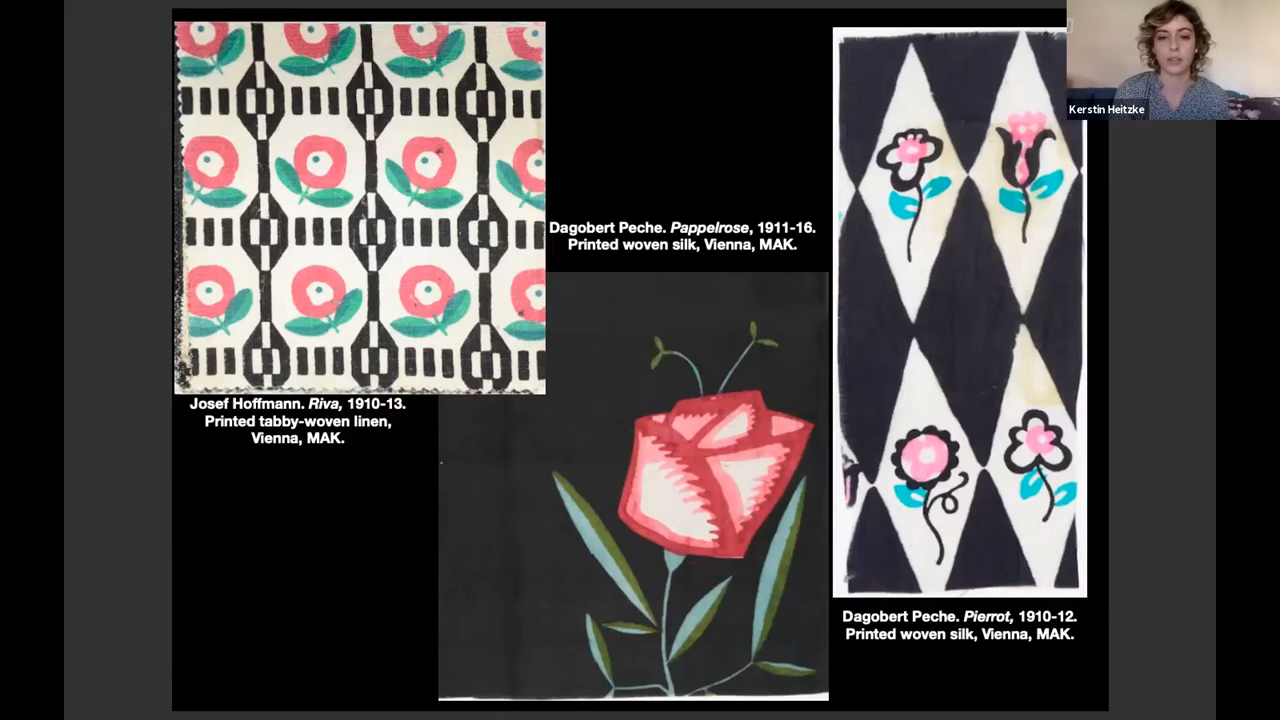 Kerstin Heitzke
Dagobert Peche. Pappelrose, 1911-16.
Printed woven silk, Vienna, MAK.
Josef Hoffmann. Riva, 1910-13.
Printed tabby-woven linen,
Vienna, MAK.
Dagobert Peche. Pierrot, 1910-12.
Printed woven silk, Vienna, MAK.